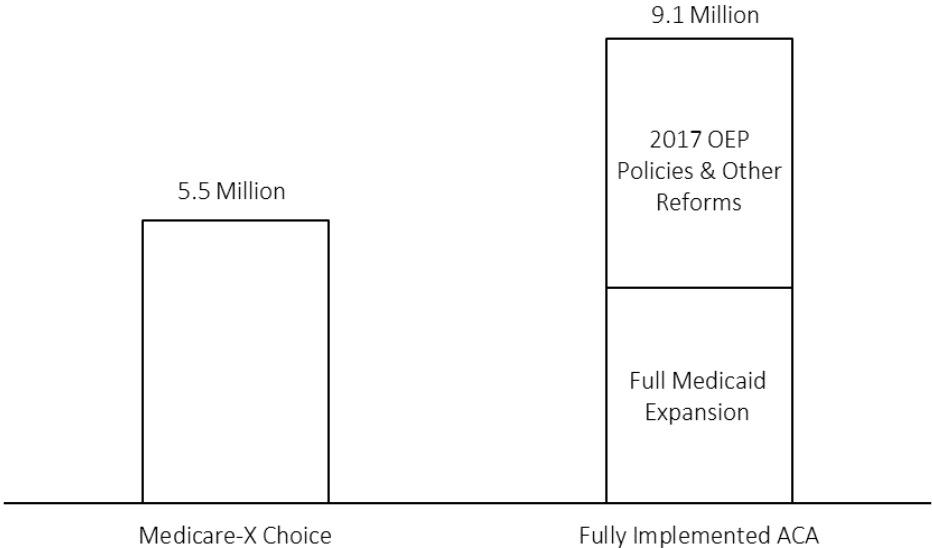 9.1 Million
2017 OEP
Policies & Other
Reforms
5.5 Million
Full Medicaid
Expansion
Medicare-X Choice
Fully Implemented ACA